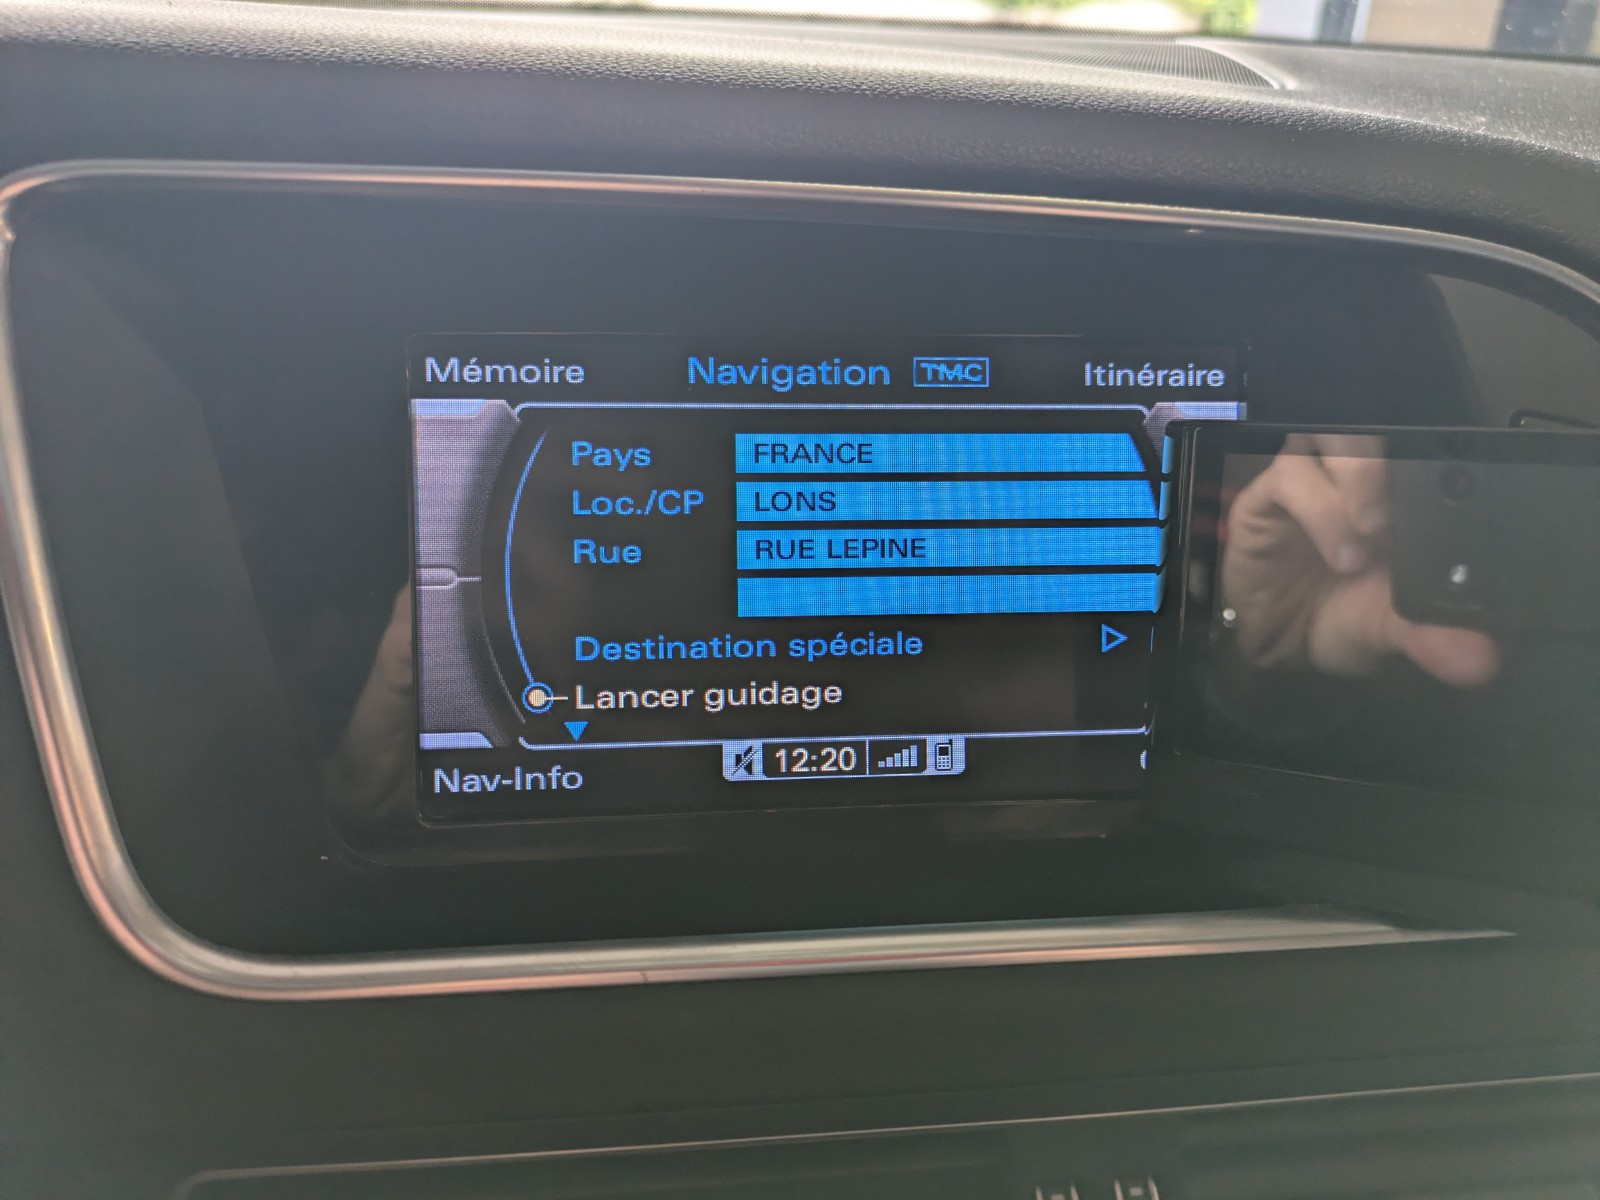 Mémoire Navigation TMC Itinéraire
Pays FRANCE
Loc./CP LONS
Rue RUE LEPINE
Destination spéciale
Lancer guidage
12:20
Nav-Info